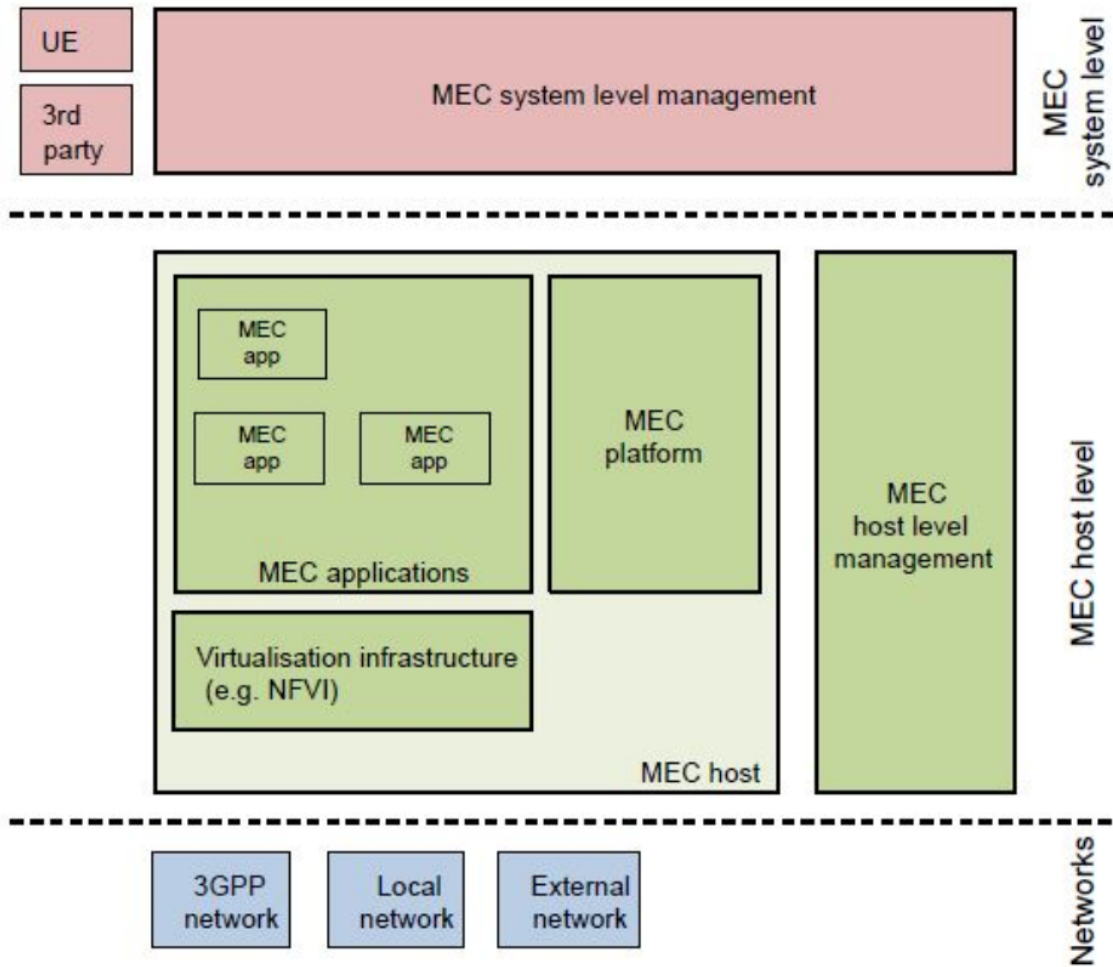 UE
3rd
party
MEC system level management
MEC
system level
MEC
app
MEC
app
MEC
app
MEC applications
MEC
platform
Virtualisation infrastructure
(e.g. NFVI)
MEC host
MEC
host level
management
MEC host level
3GPP
network
Local
network
External
network
Networks